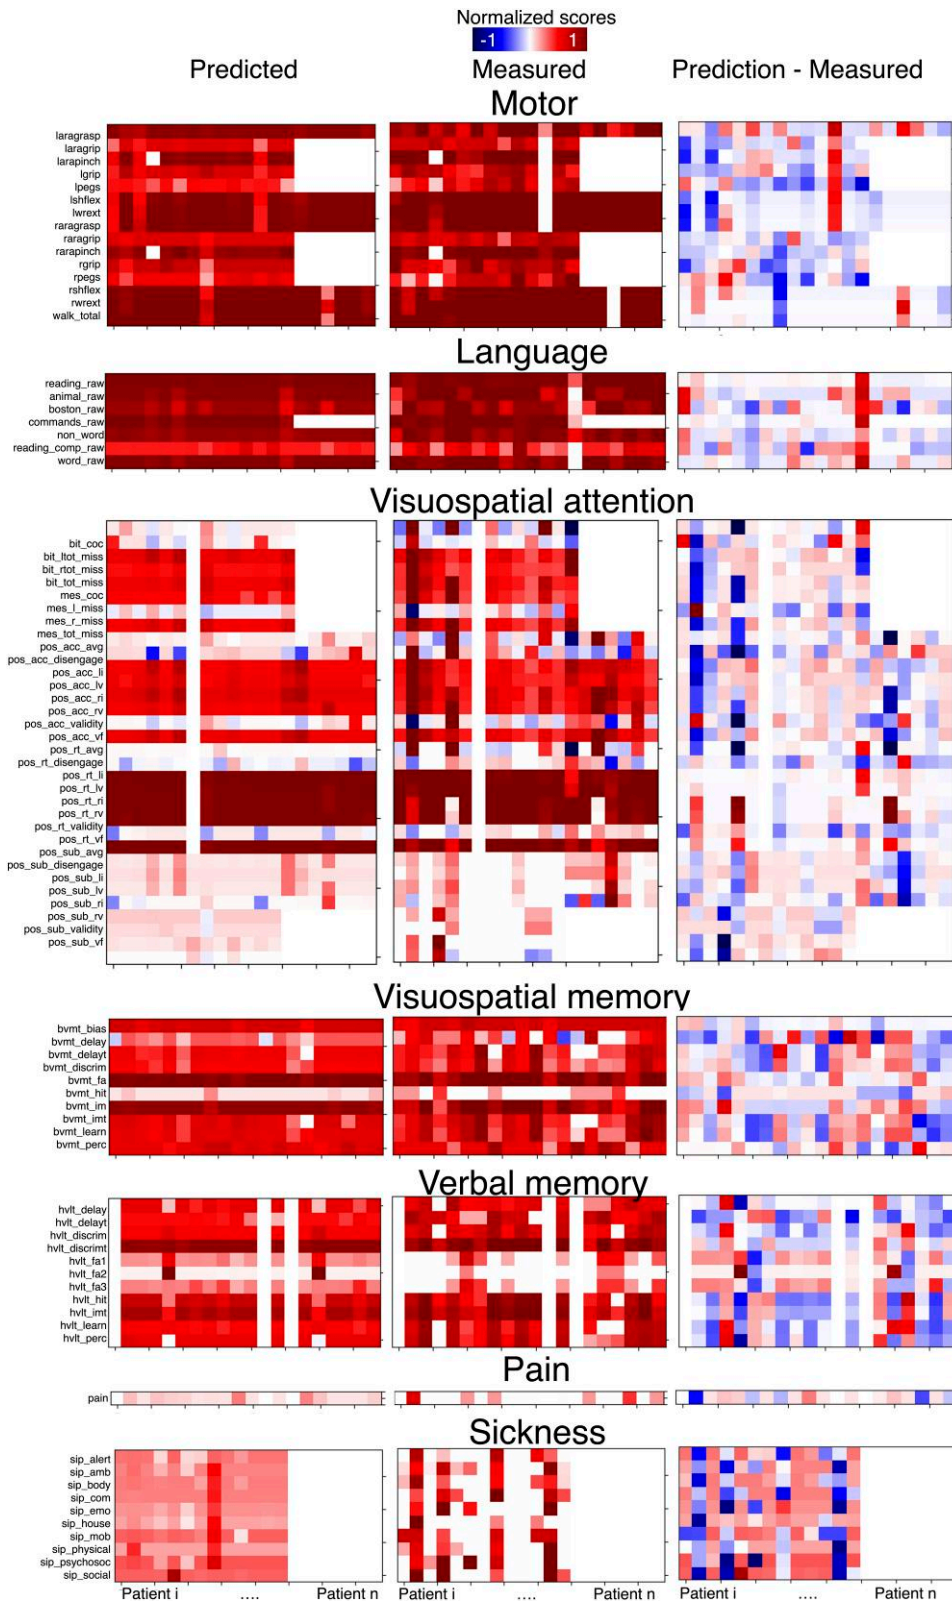 Normalized scores
-1 1
Predicted Measured Prediction - Measured
Motor
laragrasp
laragrip
larapinch
lgrip
lpegs
lshflex
lwrext
raragrasp
raragrip
rarapinch
rgrip
rpegs
rshflex
rwrext
walk_total
Language
reading_raw
animal_raw
boston_raw
commands_raw
non_word
reading_comp_raw
word_raw
Visuospatial attention
bit_coc
bit_ltot_miss
bit_rtot_miss
bit_tot_miss
mes_coc
mes_l_miss
mes_r_miss
mes_tot_miss
pos_acc_avg
pos_acc_disengage
pos_acc_li
pos_acc_lv
pos_acc_ri
pos_acc_rv
pos_acc_validity
pos_acc_vf
pos_rt_avg
pos_rt_disengage
pos_rt_li
pos_rt_lv
pos_rt_ri
pos_rt_rv
pos_rt_validity
pos_rt_vf
pos_sub_avg
pos_sub_disengage
pos_sub_li
pos_sub_lv
pos_sub_ri
pos_sub_rv
pos_sub_validity
pos_sub_vf
Visuospatial memory
bvmt_bias
bvmt_delay
bvmt_delayt
bvmt_discrim
bvmt_fa
bvmt_hit
bvmt_im
bvmt_imt
bvmt_learn
bvmt_perc
Verbal memory
hvlt_delay
hvlt_delayt
hvlt_discrim
hvlt_discrimt
hvlt_fa1
hvlt_fa2
hvlt_fa3
hvlt_hit
hvlt_imt
hvlt_learn
hvlt_perc
Pain
pain
Sickness
sip_alert
sip_amb
sip_body
sip_com
sip_emo
sip_house
sip_mob
sip_physical
sip_psychosoc
sip_social
Patient i .... Patient n Patient i .... Patient n Patient i ... Patient n